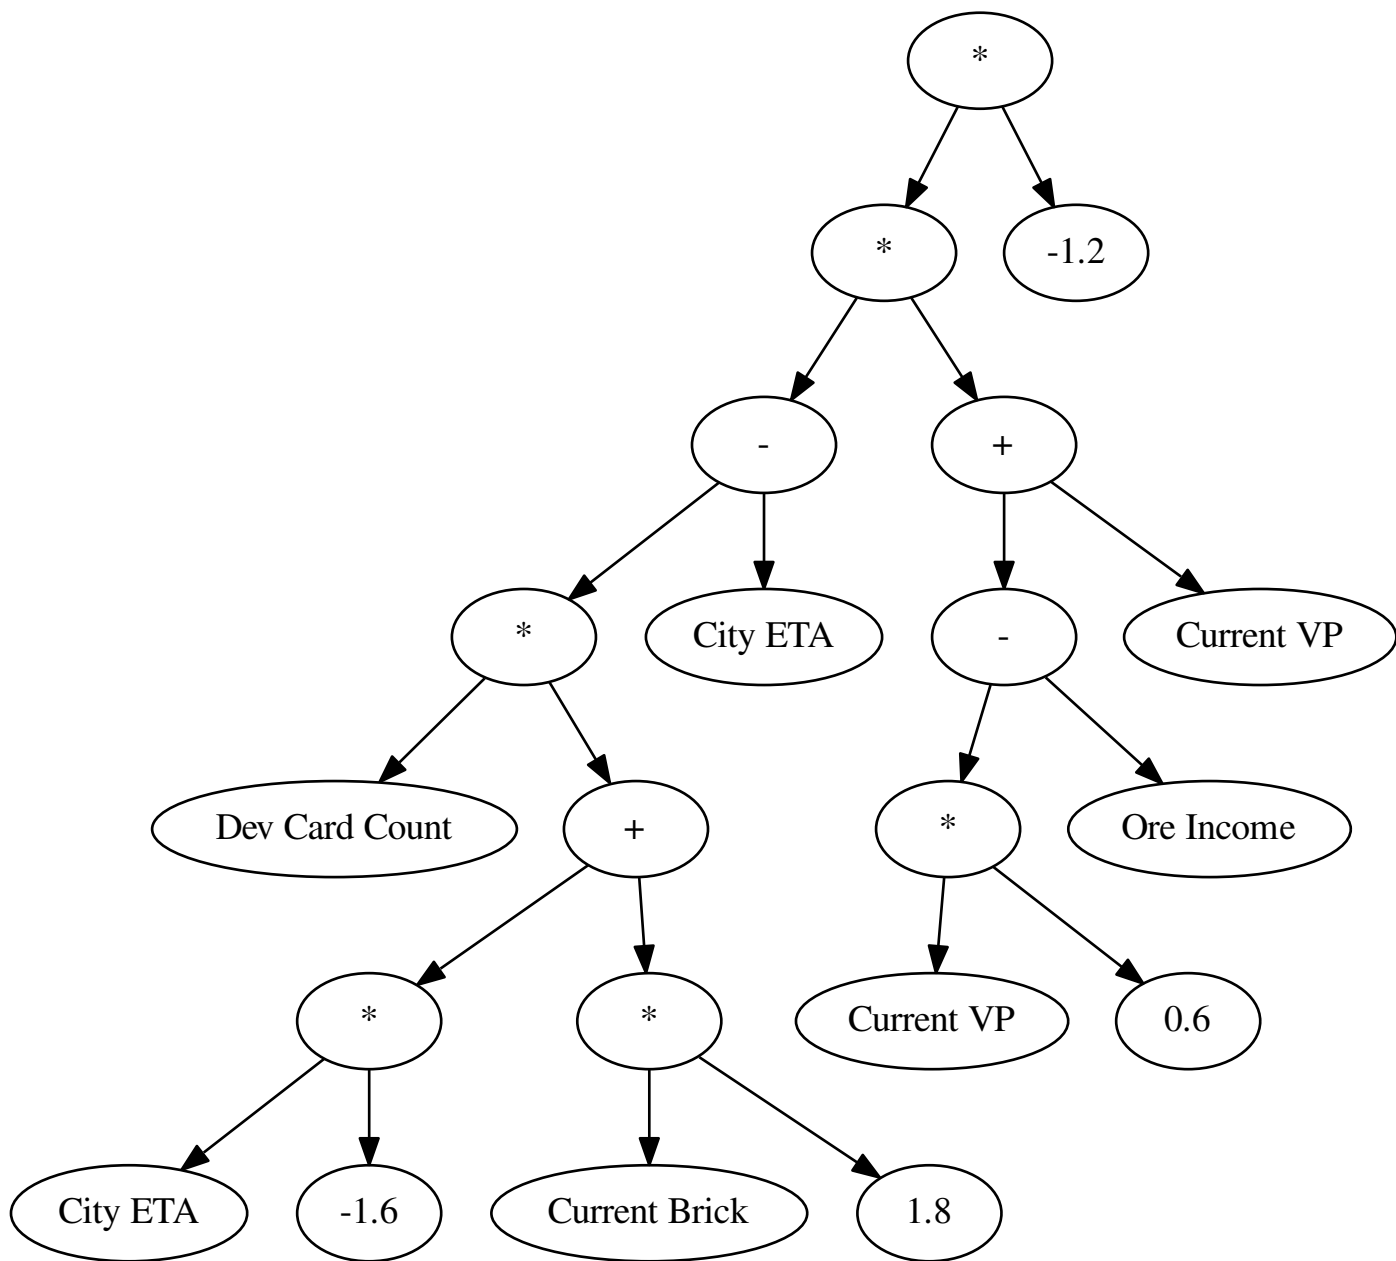 *
*
-1.2
-
+
*
City ETA
-
Current VP
Dev Card Count
+
*
Ore Income
*
*
Current VP
0.6
City ETA
-1.6
Current Brick
1.8